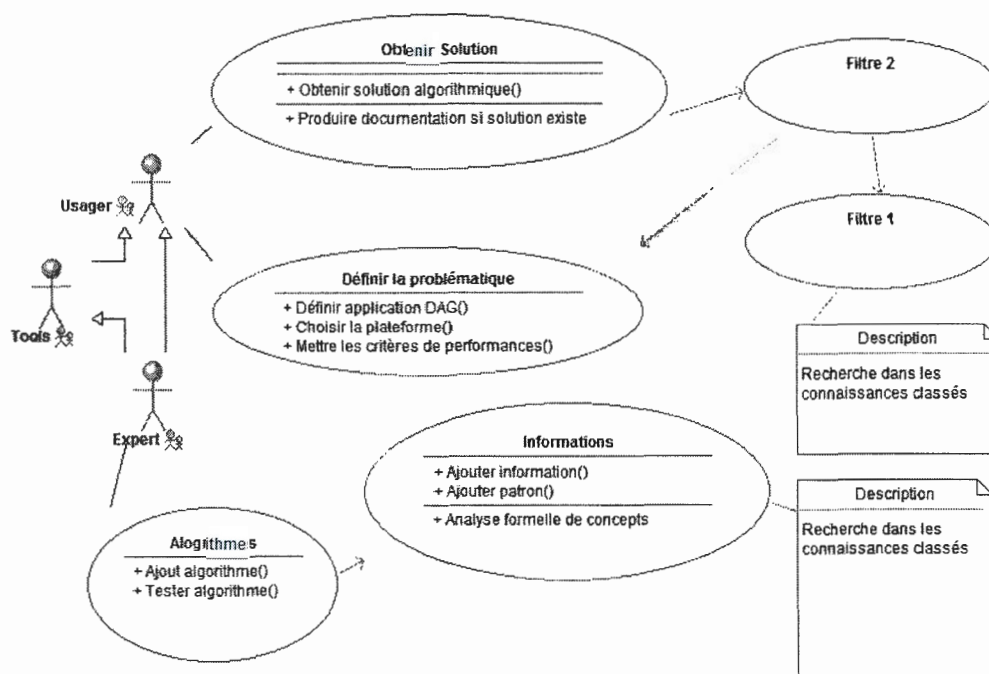 Obtenir Solution
+ Obtenir solution algorithmique()
+ Produire documentation si solution existe
Filtre 2
Usager
Filtre 1
Définir la problématique
+ Définir application DAG()
+ Choisir la plateforme()
+ Mettre les critères de performances()
Tools
Description
Recherche dans les
connaissances classés
Expert
Informations
+ Ajouter information()
+ Ajouter patron()
+ Analyse formelle de concepts
Description
Recherche dans les
connaissances classés
Alogrithmes
+ Ajout algorithme()
+ Tester algorithme()